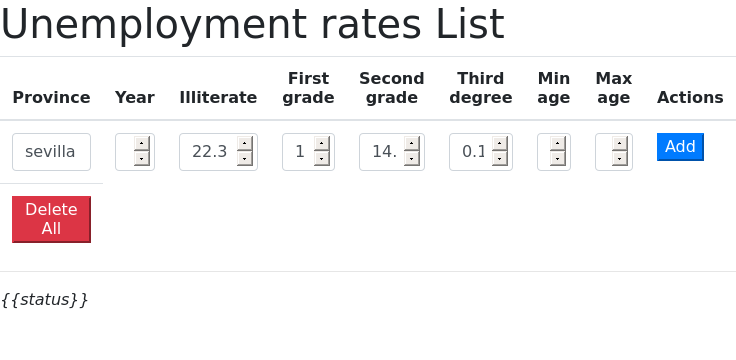 Unemployment rates List
Province Year Illiterate First grade Second grade Third degree Min age Max age Actions
sevilla 22.3 1 14. 0.1 Add
Delete All
{{status}}